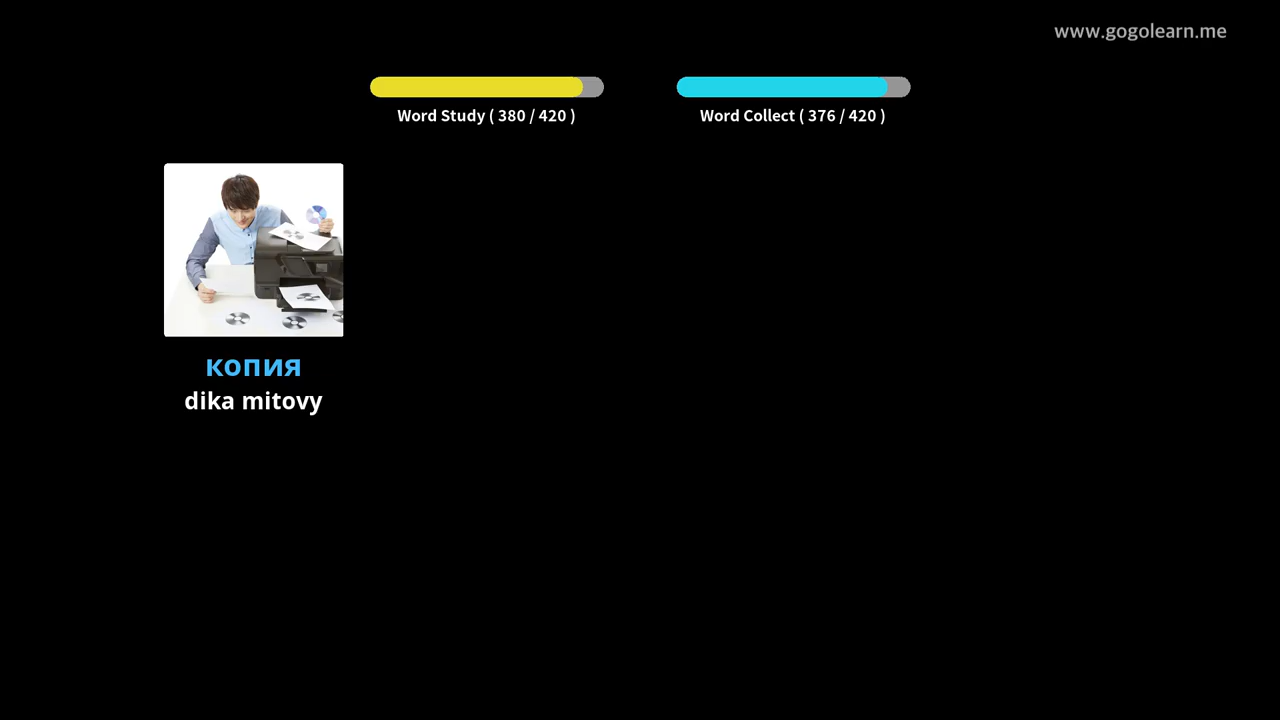 www.gogolearn.me
Word Study ( 380 / 420 )
Word Collect ( 376 / 420 )
копия
dika mitovy